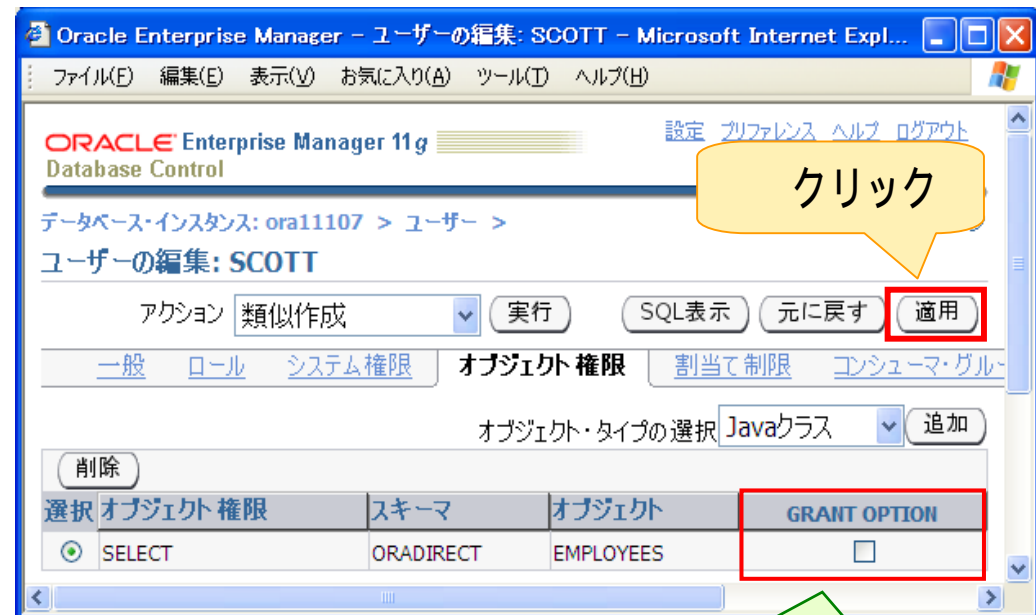 Oracle Enterprise Manager - ユーザーの編集: SCOTT - Microsoft Internet Expl...
ファイル(F) 編集(E) 表示(V) お気に入り(A) ツール(T) ヘルプ(H)
ORACLE Enterprise Manager 11g
Database Control
設定 プリファレンス ヘルプ ログアウト
クリック
データベース・インスタンス: ora11107 > ユーザー >
ユーザーの編集: SCOTT
アクション 類似作成 実行 SQL表示 元に戻す 適用
一般 ロール システム権限 オブジェクト権限 割当て制限 コンシューマ・グルー
オブジェクト・タイプの選択 Javaクラス 追加
削除
選択 オブジェクト権限 スキーマ オブジェクト GRANT OPTION
SELECT ORADIRECT EMPLOYEES